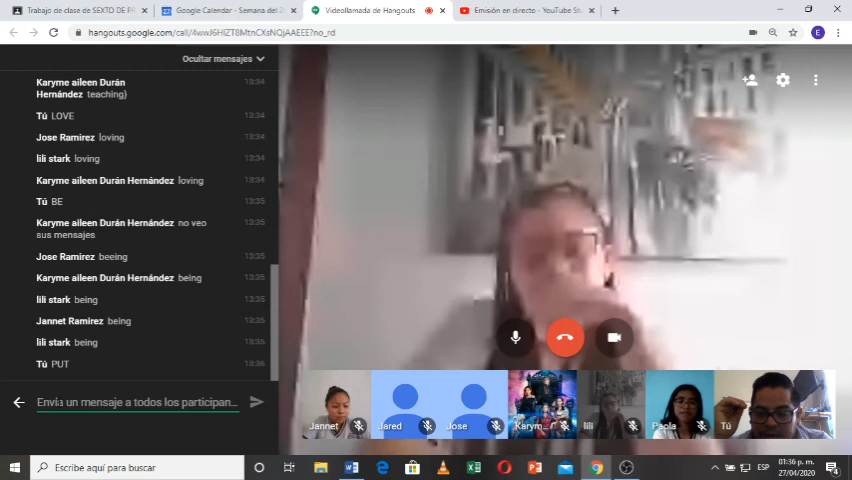 Trabajo de clase de SEXTO DE PR
Google Calendar - Semana del 2
Videollamada de Hangouts
Emisión en directo - YouTube St
hangouts.google.com/call/4wwJ6HIZT8MtnCXsNQjAAEEE?no_rd
E
Ocultar mensajes
Karyme aileen Durán Hernández teaching} 13:34
Tú LOVE 13:34
Jose Ramirez loving 13:34
lili stark loving 13:34
Karyme aileen Durán Hernández loving 13:34
Tú BE 13:35
Karyme aileen Durán Hernández no veo
sus mensajes 13:35
Jose Ramirez beeing 13:35
Karyme aileen Durán Hernández being 13:35
lili stark being 13:35
Jannet Ramirez being 13:35
lili stark being 13:35
Tú PUT 13:36
Envía un mensaje a todos los participan...
Jannet
Jared
Jose
Karym...
lili
Paola
Tú
Escribe aquí para buscar
ESP
01:36 p. m.
27/04/2020
4